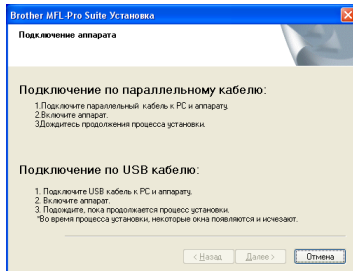 Brother MFL-Pro Suite Установка
Подключение аппарата
Подключение по параллельному кабелю:
1.Подключите параллельный кабель к PC и аппарату.
2.Включите аппарат.
3.Дождитесь продолжения процесса установки.
Подключение по USB кабелю:
1. Подключите USB кабель к PC и аппарату.
2. Включите аппарат.
3. Подождите, пока продолжается процесс установки.
*Во время процесса установки, некоторые окна появляются и исчезают.
< Назад Далее > Отмена